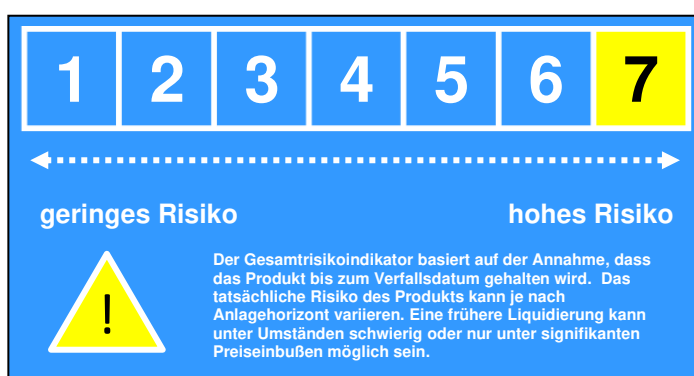 1 2 3 4 5 6 7
geringes Risiko hohes Risiko
!
Der Gesamtrisikoindikator basiert auf der Annahme, dass
das Produkt bis zum Verfallsdatum gehalten wird. Das
tatsächliche Risiko des Produkts kann je nach
Anlagehorizont variieren. Eine frühere Liquidierung kann
unter Umständen schwierig oder nur unter signifikanten
Preiseinbußen möglich sein.